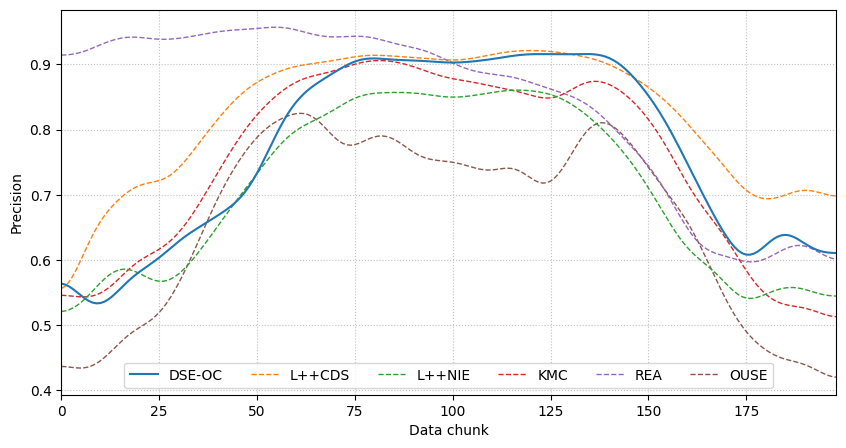 Precision
0.9
0.8
0.7
0.6
0.5
0.4
DSE-OC L++CDS L++NIE KMC REA OUSE
0 25 50 75 100 125 150 175
Data chunk